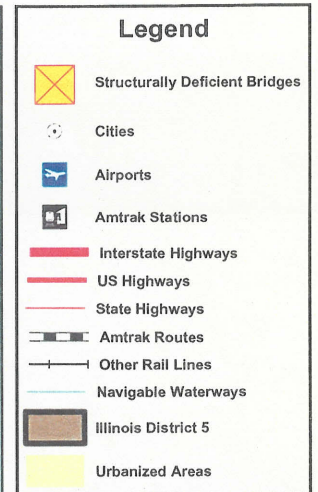 Legend
Structurally Deficient Bridges
Cities
Airports
Amtrak Stations
Interstate Highways
US Highways
State Highways
Amtrak Routes
Other Rail Lines
Navigable Waterways
Illinois District 5
Urbanized Areas